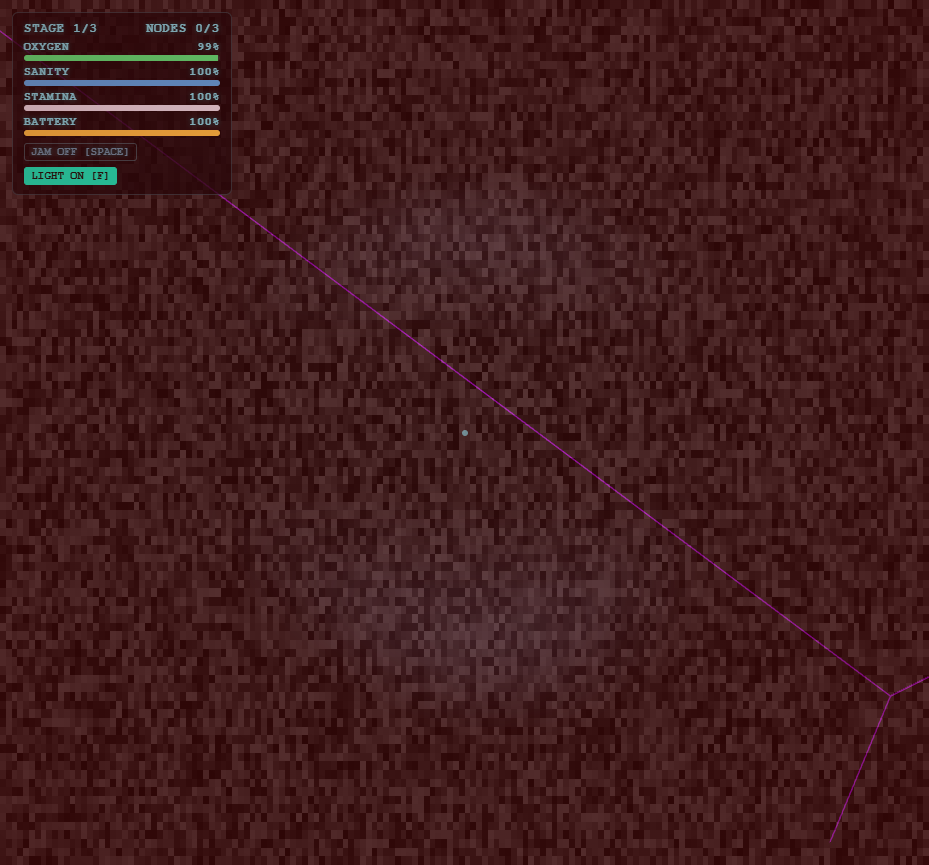 STAGE 1/3 NODES 0/3
OXYGEN 99%
SANITY 100%
STAMINA 100%
BATTERY 100%
JAM OFF [SPACE]
LIGHT ON [F]